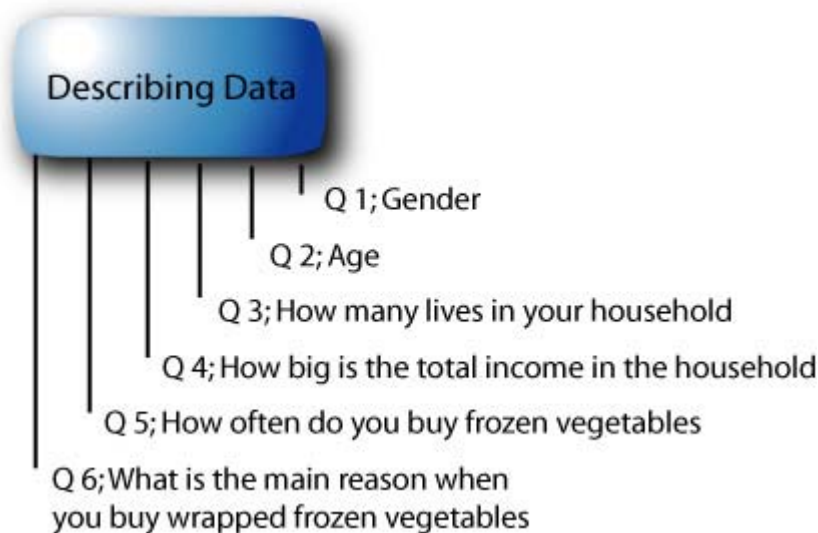 Describing Data
Q 1; Gender
Q 2; Age
Q 3; How many lives in your household
Q 4; How big is the total income in the household
Q 5; How often do you buy frozen vegetables
Q 6; What is the main reason when
you buy wrapped frozen vegetables